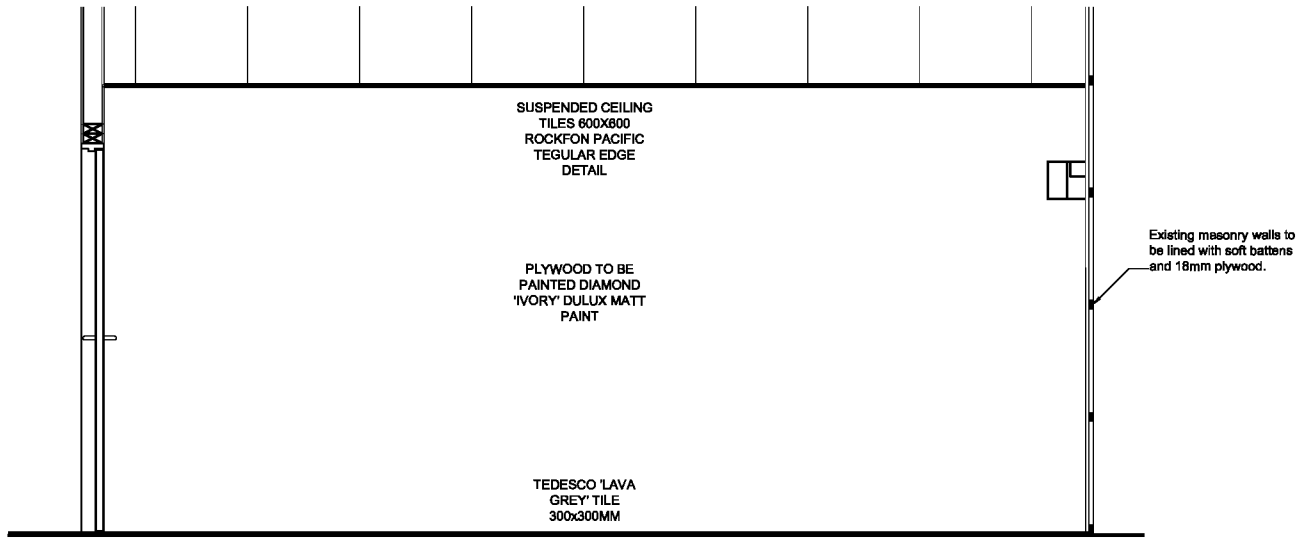 SUSPENDED CEILING
TILES 600X600
ROCKFON PACIFIC
TEGULAR EDGE
DETAIL
Existing masonry walls to
be lined with soft battens
and 18mm plywood.
PLYWOOD TO BE
PAINTED DIAMOND
'IVORY' DULUX MATT
PAINT
TEDESCO 'LAVA
GREY' TILE
300x300MM